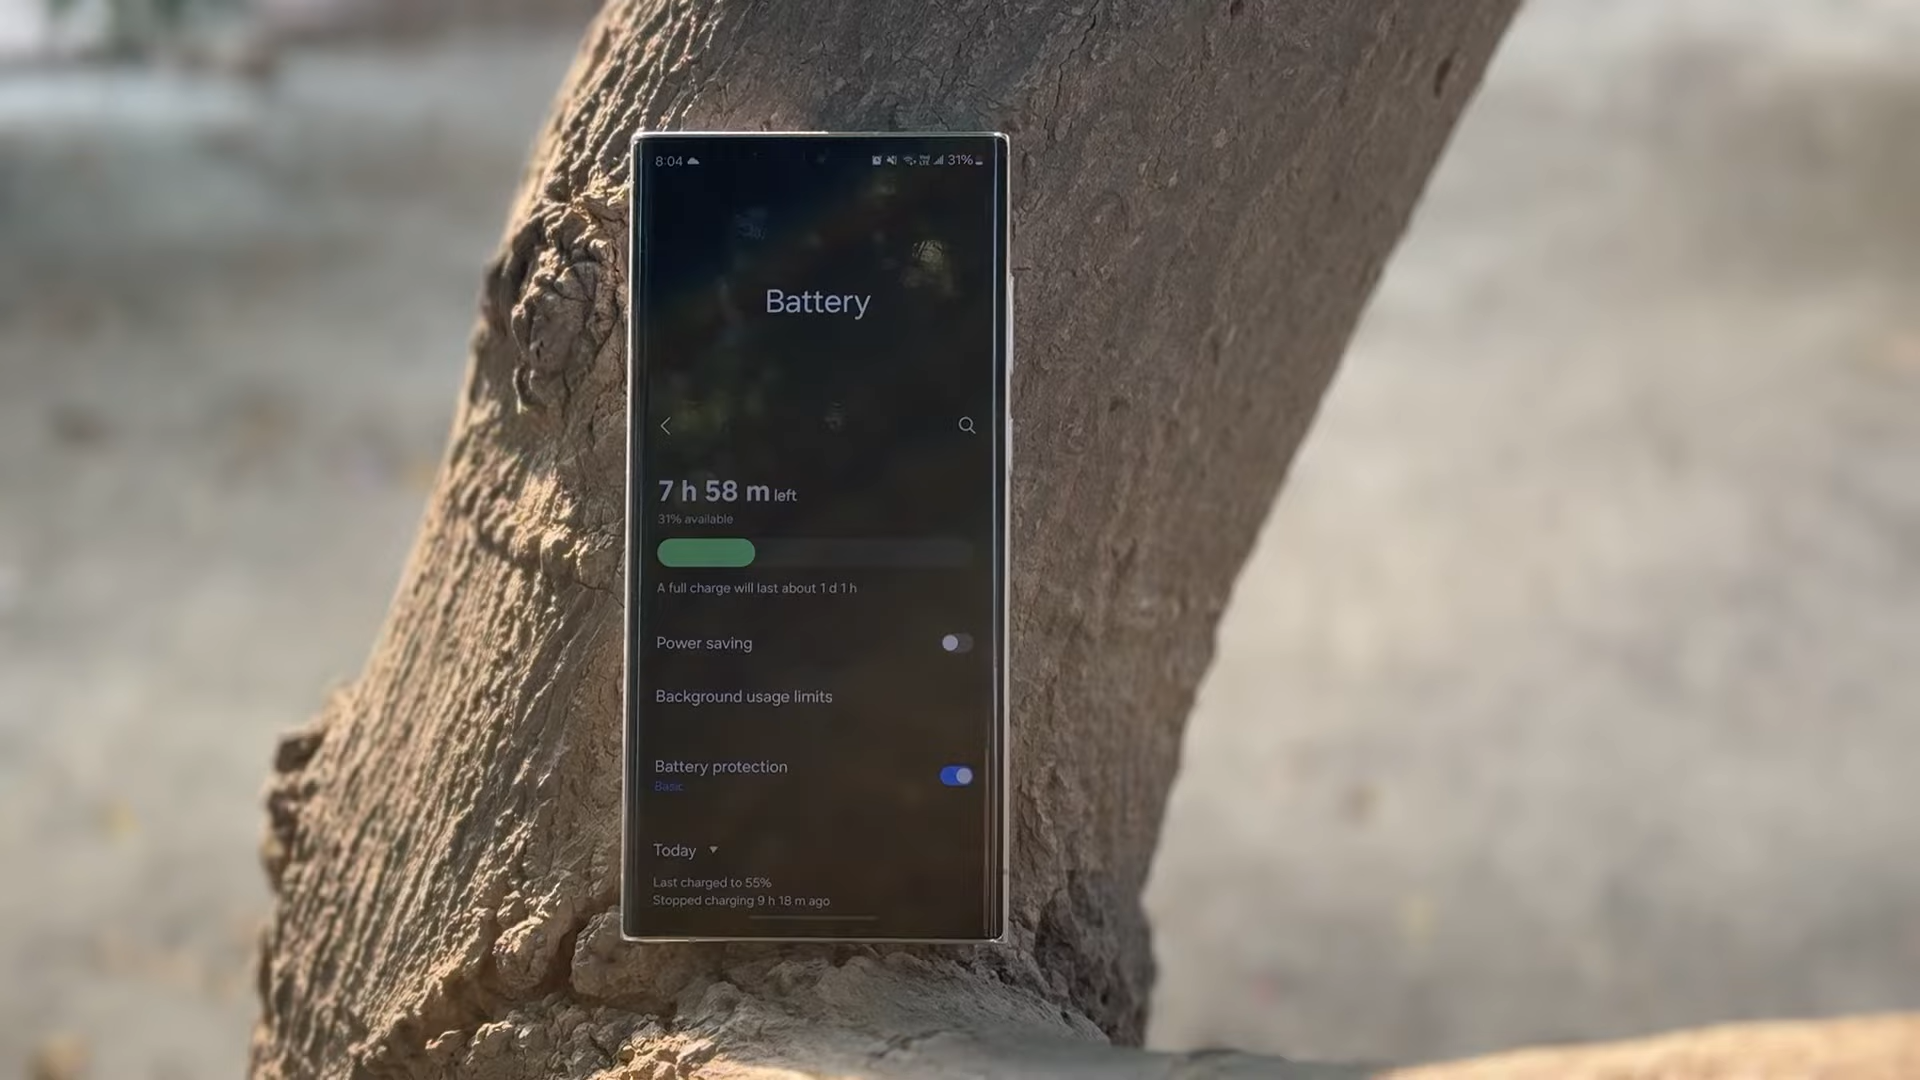 8:04 31%
Battery
7 h 58 m left
31% available
A full charge will last about 1 d 1 h
Power saving
Background usage limits
Battery protection
Basic
Today
Last charged to 55%
Stopped charging 9 h 18 m ago